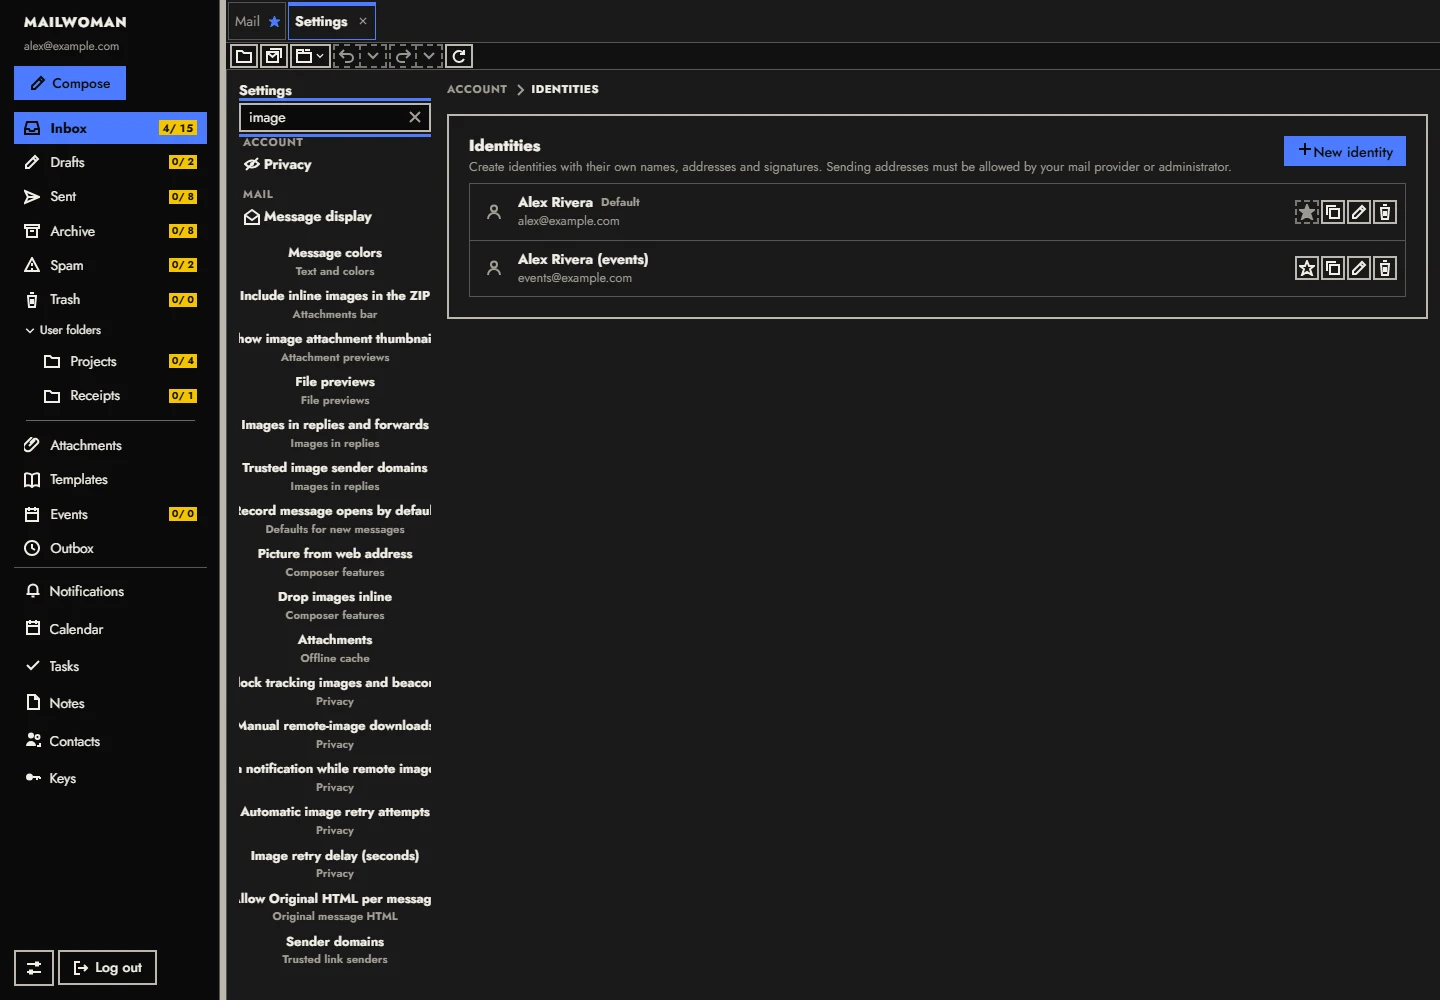 MAILWOMAN
alex@example.com
Compose
Inbox 4/ 15
Drafts 0/ 2
Sent 0/ 8
Archive 0/ 8
Spam 0/ 2
Trash 0/ 0
User folders
Projects 0/ 4
Receipts 0/ 1
Attachments
Templates
Events 0/ 0
Outbox
Notifications
Calendar
Tasks
Notes
Contacts
Keys
Log out
Mail
Settings
Settings
image
ACCOUNT
Privacy
MAIL
Message display
Message colors
Text and colors
Include inline images in the ZIP
Attachments bar
how image attachment thumbnai
Attachment previews
File previews
File previews
Images in replies and forwards
Images in replies
Trusted image sender domains
Images in replies
Record message opens by defaul
Defaults for new messages
Picture from web address
Composer features
Drop images inline
Composer features
Attachments
Offline cache
lock tracking images and beacon
Privacy
Manual remote-image downloads
Privacy
n notification while remote image
Privacy
Automatic image retry attempts
Privacy
Image retry delay (seconds)
Privacy
llow Original HTML per messag
Original message HTML
Sender domains
Trusted link senders
ACCOUNT IDENTITIES
Identities
Create identities with their own names, addresses and signatures. Sending addresses must be allowed by your mail provider or administrator.
New identity
Alex Rivera Default
alex@example.com
Alex Rivera (events)
events@example.com